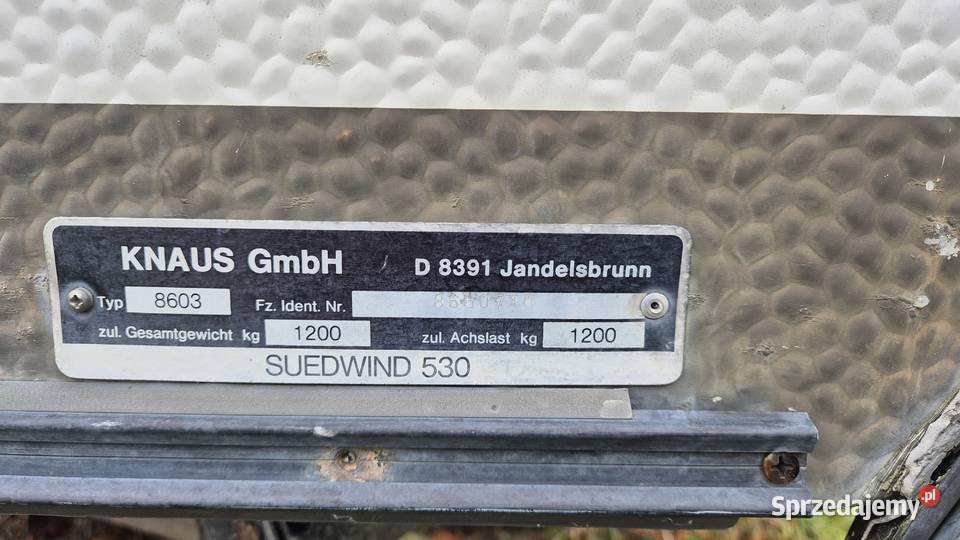 KNAUS GmbH D 8391 Jandelsbrunn
Typ 8603 Fz. Ident. Nr.
zul. Gesamtgewicht kg 1200 zul. Achslast kg 1200
SUEDWIND 530
Sprzedajemy.pl